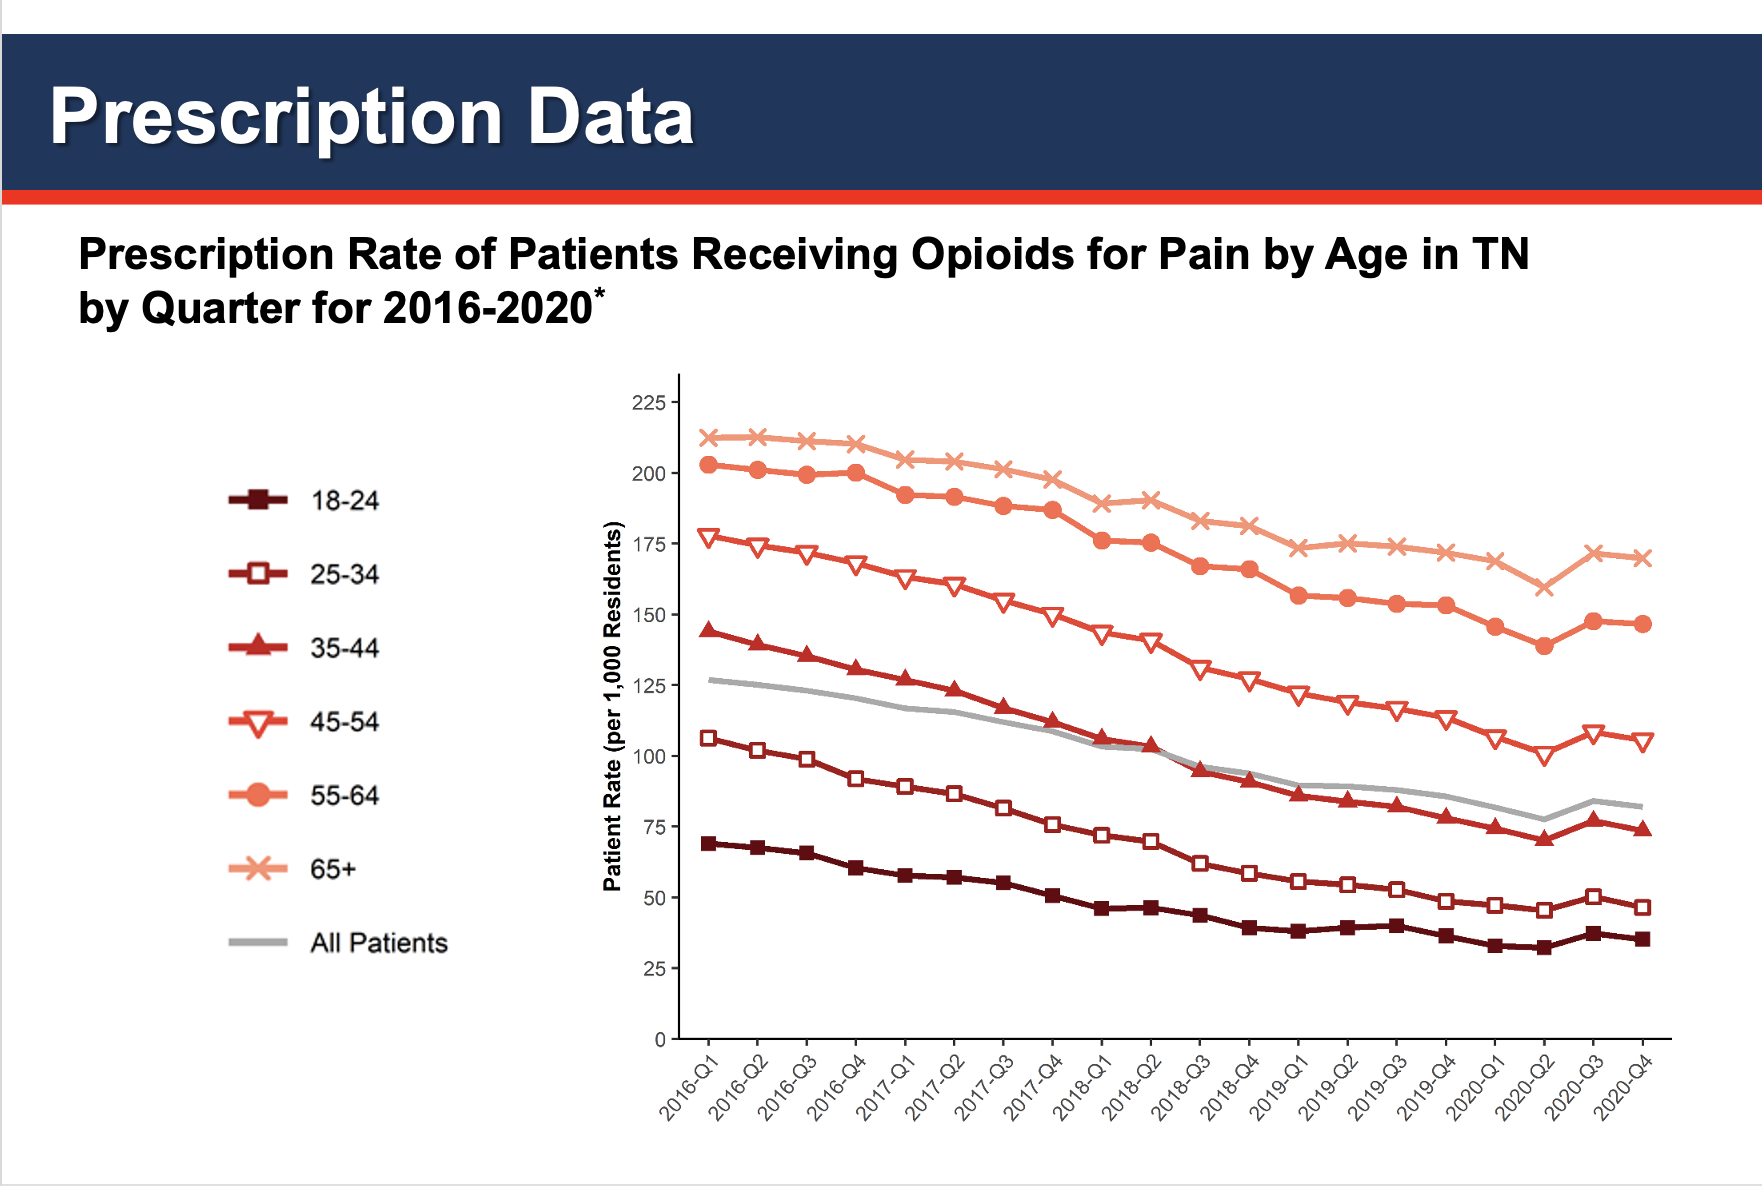 Prescription Data
Prescription Rate of Patients Receiving Opioids for Pain by Age in TN
by Quarter for 2016-2020*
18-24
25-34
35-44
45-54
55-64
65+
All Patients
Patient Rate (per 1,000 Residents)
225
200
175
150
125
100
75
50
25
0
2016-Q1
2016-Q2
2016-Q3
2016-Q4
2017-Q1
2017-Q2
2017-Q3
2017-Q4
2018-Q1
2018-Q2
2018-Q3
2018-Q4
2019-Q1
2019-Q2
2019-Q3
2019-Q4
2020-Q1
2020-Q2
2020-Q3
2020-Q4